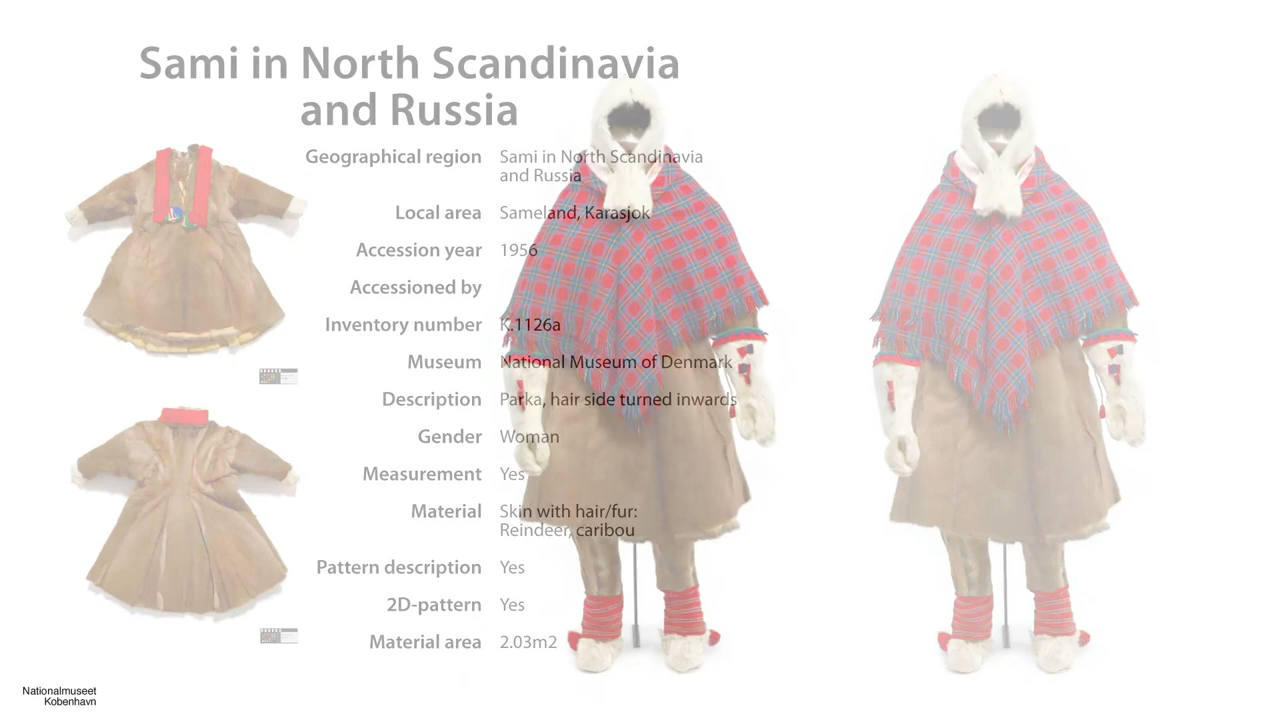 Sami in North Scandinavia
and Russia
Geographical region Sami in North Scandinavia
and Russia
Local area Sameland, Karasjok
Accession year 1956
Accessioned by
Inventory number K.1126a
Museum National Museum of Denmark
Description Parka, hair side turned inwards
Gender Woman
Measurement Yes
Material Skin with hair/fur:
Reindeer, caribou
Pattern description Yes
2D-pattern Yes
Material area 2.03m2
Nationalmuseet
Kobenhavn